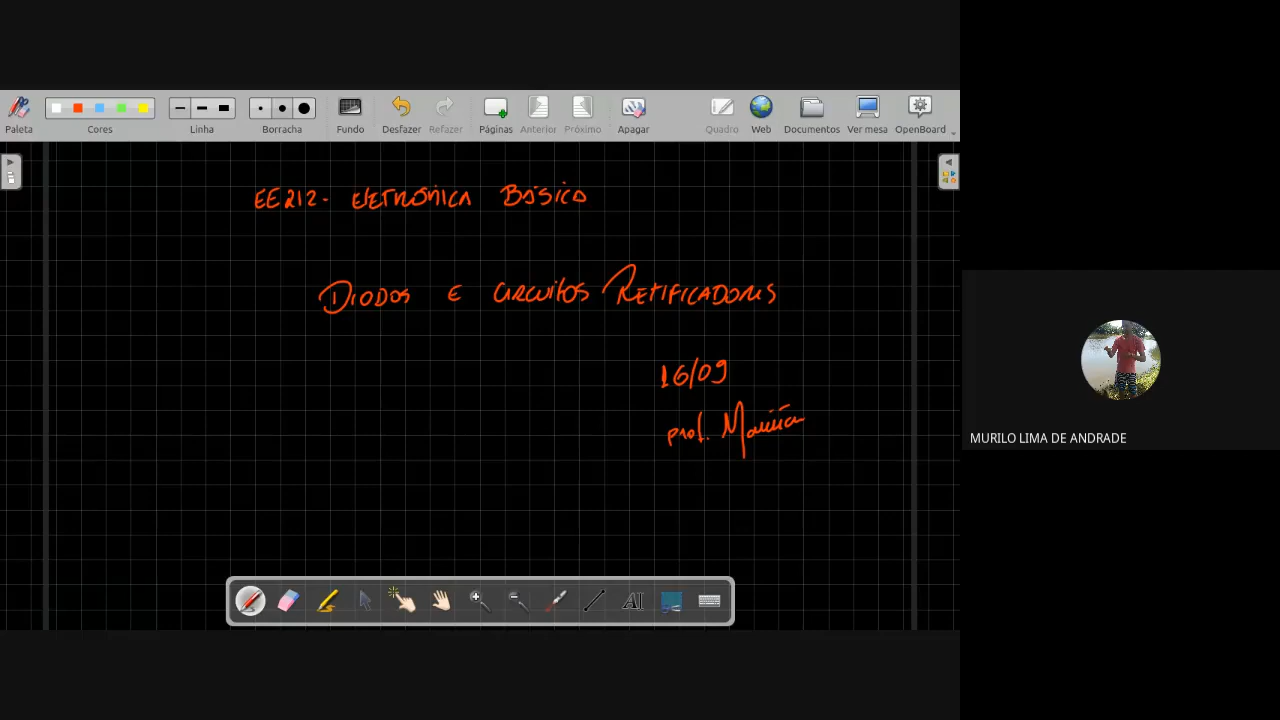 Paleta Cores Linha Borracha Fundo Desfazer Refazer Páginas Anterior Próximo Apagar Quadro Web Documentos Ver mesa OpenBoard
EE212- ELETRÔNICA BÁSICA
DIODOS E CIRCUITOS RETIFICADORES
16/09
prof.
MURILO LIMA DE ANDRADE
AI